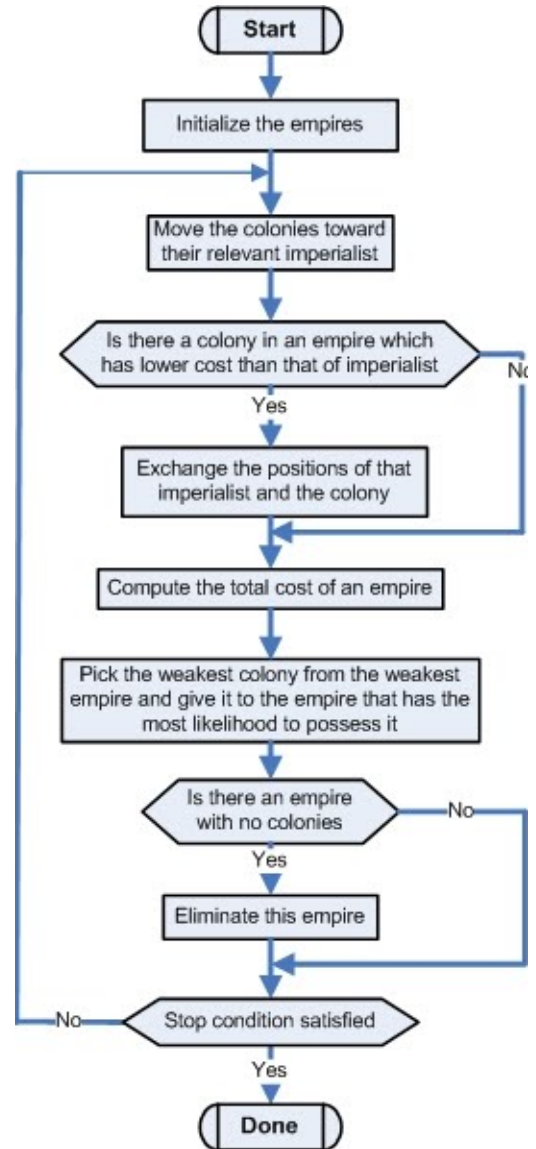 Start
Initialize the empires
Move the colonies toward
their relevant imperialist
Is there a colony in an empire which
has lower cost than that of imperialist
No
Yes
Exchange the positions of that
imperialist and the colony
Compute the total cost of an empire
Pick the weakest colony from the weakest
empire and give it to the empire that has the
most likelihood to possess it
Is there an empire
with no colonies
No
Yes
Eliminate this empire
Stop condition satisfied
No
Yes
Done